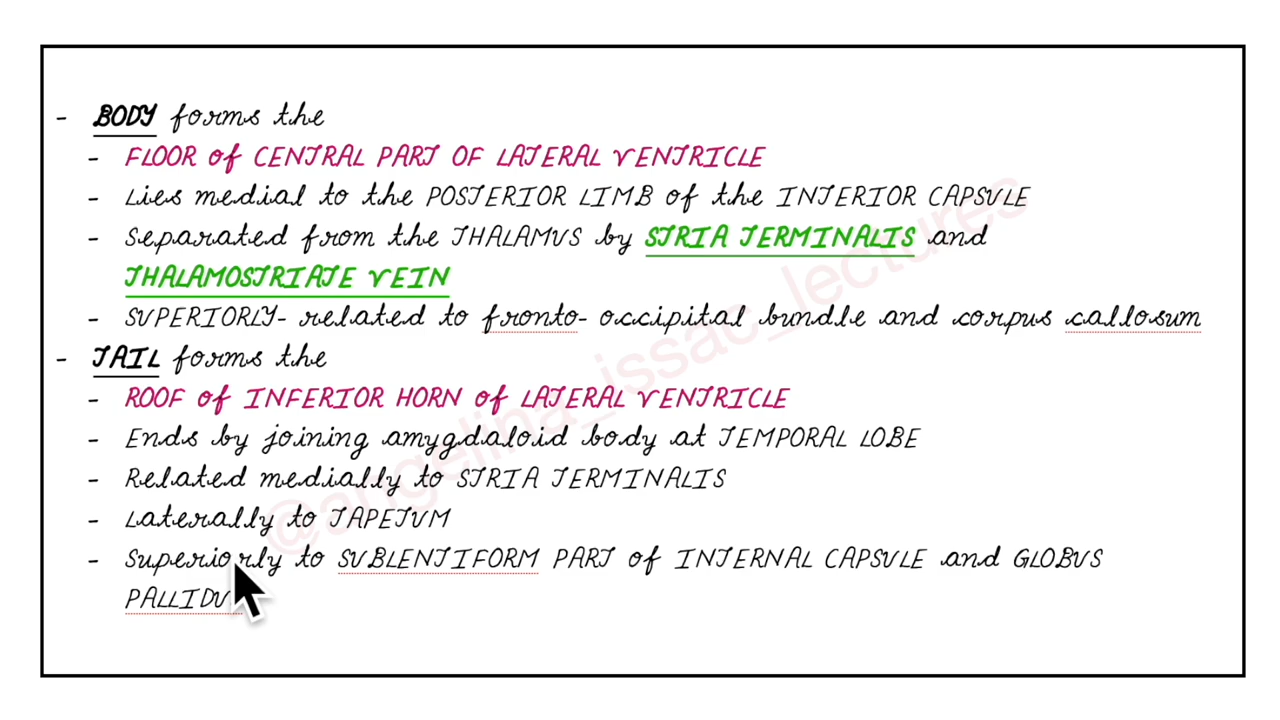 - BODY forms the
- FLOOR of CENTRAL PART OF LATERAL VENTRICLE
- Lies medial to the POSTERIOR LIMB of the INTERIOR CAPSULE
- Separated from the THALAMUS by STRIA TERMINALIS and
THALAMOSTRIATE VEIN
- SUPERIORLY- related to fronto- occipital bundle and corpus callosum
- TAIL forms the
- ROOF of INFERIOR HORN of LATERAL VENTRICLE
- Ends by joining amygdaloid body at TEMPORAL LOBE
- Related medially to STRIA TERMINALIS
- Laterally to TAPETUM
- Superiorly to SUBLENTIFORM PART of INTERNAL CAPSULE and GLOBUS
@angelina_issac_lectures